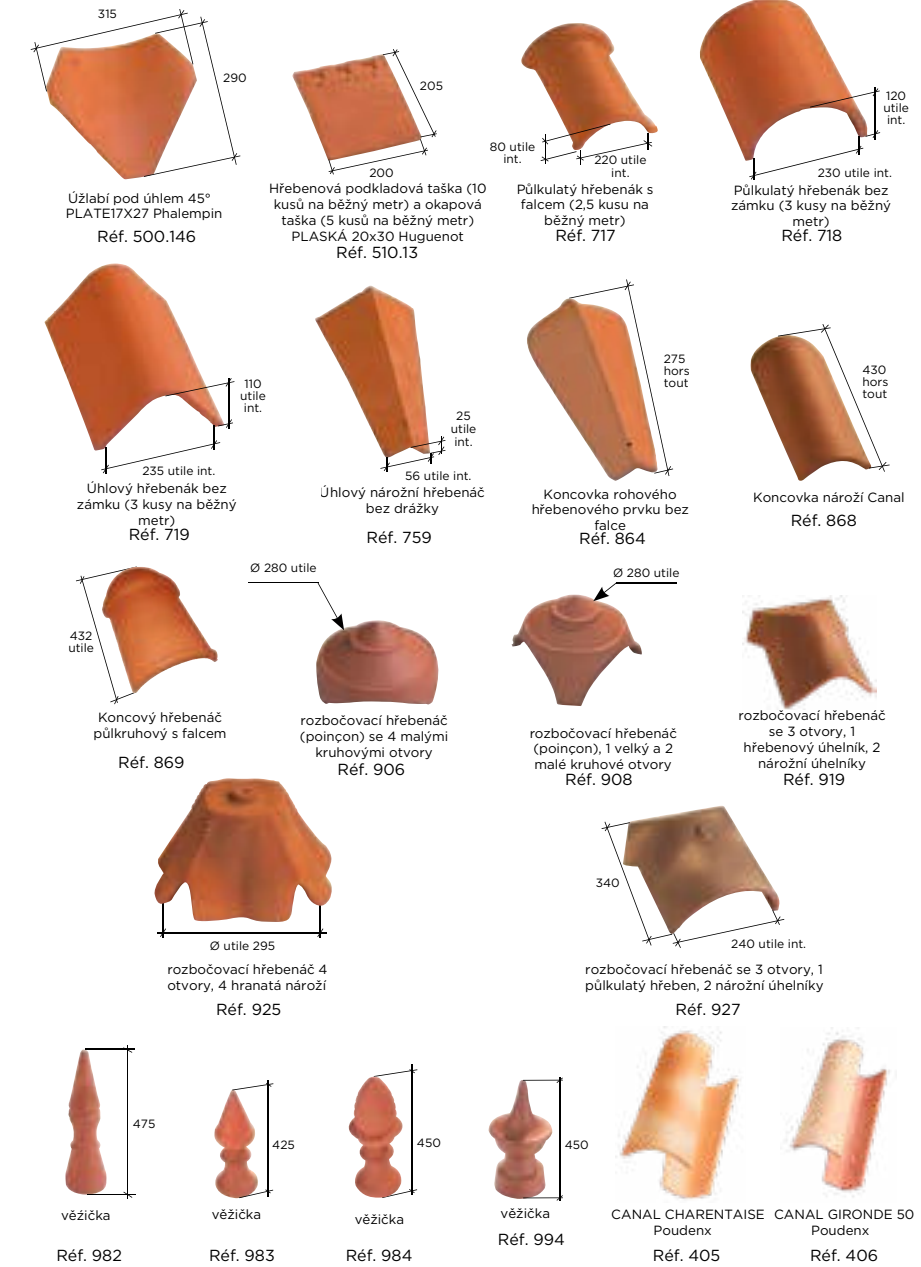 315
290
Úžlabí pod úhlem 45°
PLATE17X27 Phalempin
Réf. 500.146
205
200
Hřebenová podkladová taška (10
kusů na běžný metr) a okapová
taška (5 kusů na běžný metr)
PLASKÁ 20x30 Huguenot
Réf. 510.13
80 utile
int.
220 utile
int.
Půlkulatý hřebenák s
falcem (2,5 kusu na
běžný metr)
Réf. 717
120
utile
int.
230 utile int.
Půlkulatý hřebenák bez
zámku (3 kusy na běžný
metr)
Réf. 718
110
utile
int.
235 utile int.
Úhlový hřebenák bez
zámku (3 kusy na běžný
metr)
Réf. 719
25
utile
int.
56 utile int.
Úhlový nárožní hřebenáč
bez drážky
Réf. 759
275
hors
tout
Koncovka rohového
hřebenového prvku bez
falce
Réf. 864
430
hors
tout
Koncovka nároží Canal
Réf. 868
432
utile
Koncový hřebenáč
půlkruhový s falcem
Réf. 869
Ø 280 utile
rozbočovací hřebenáč
(poinçon) se 4 malými
kruhovými otvory
Réf. 906
Ø 280 utile
rozbočovací hřebenáč
(poinçon), 1 velký a 2
malé kruhové otvory
Réf. 908
rozbočovací hřebenáč
se 3 otvory, 1
hřebenový úhelník, 2
nárožní úhelníky
Réf. 919
Ø utile 295
rozbočovací hřebenáč 4
otvory, 4 hranatá nároží
Réf. 925
340
240 utile int.
rozbočovací hřebenáč se 3 otvory, 1
půlkulatý hřeben, 2 nárožní úhelníky
Réf. 927
475
věžička
Réf. 982
425
věžička
Réf. 983
450
věžička
Réf. 984
450
věžička
Réf. 994
CANAL CHARENTAISE
Poudenx
Réf. 405
CANAL GIRONDE 50
Poudenx
Réf. 406